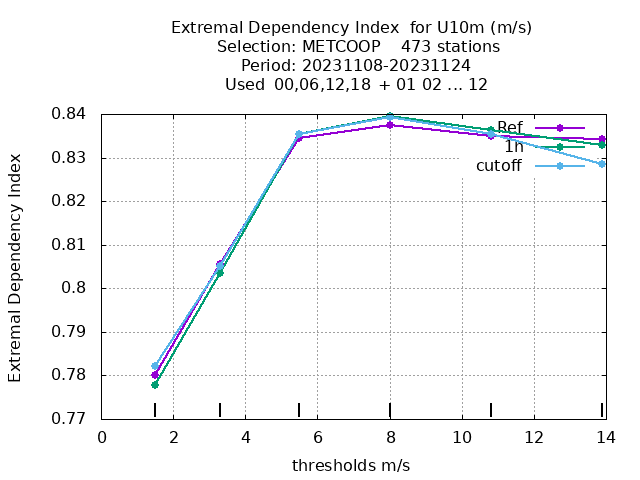 Extremal Dependency Index  for U10m (m/s)
Selection: METCOOP    473 stations
Period: 20231108-20231124
Used  00,06,12,18 + 01 02 ... 12
Extremal Dependency Index
0.84
0.83
0.82
0.81
0.8
0.79
0.78
0.77
Ref
1h
cutoff
0 2 4 6 8 10 12 14
thresholds m/s